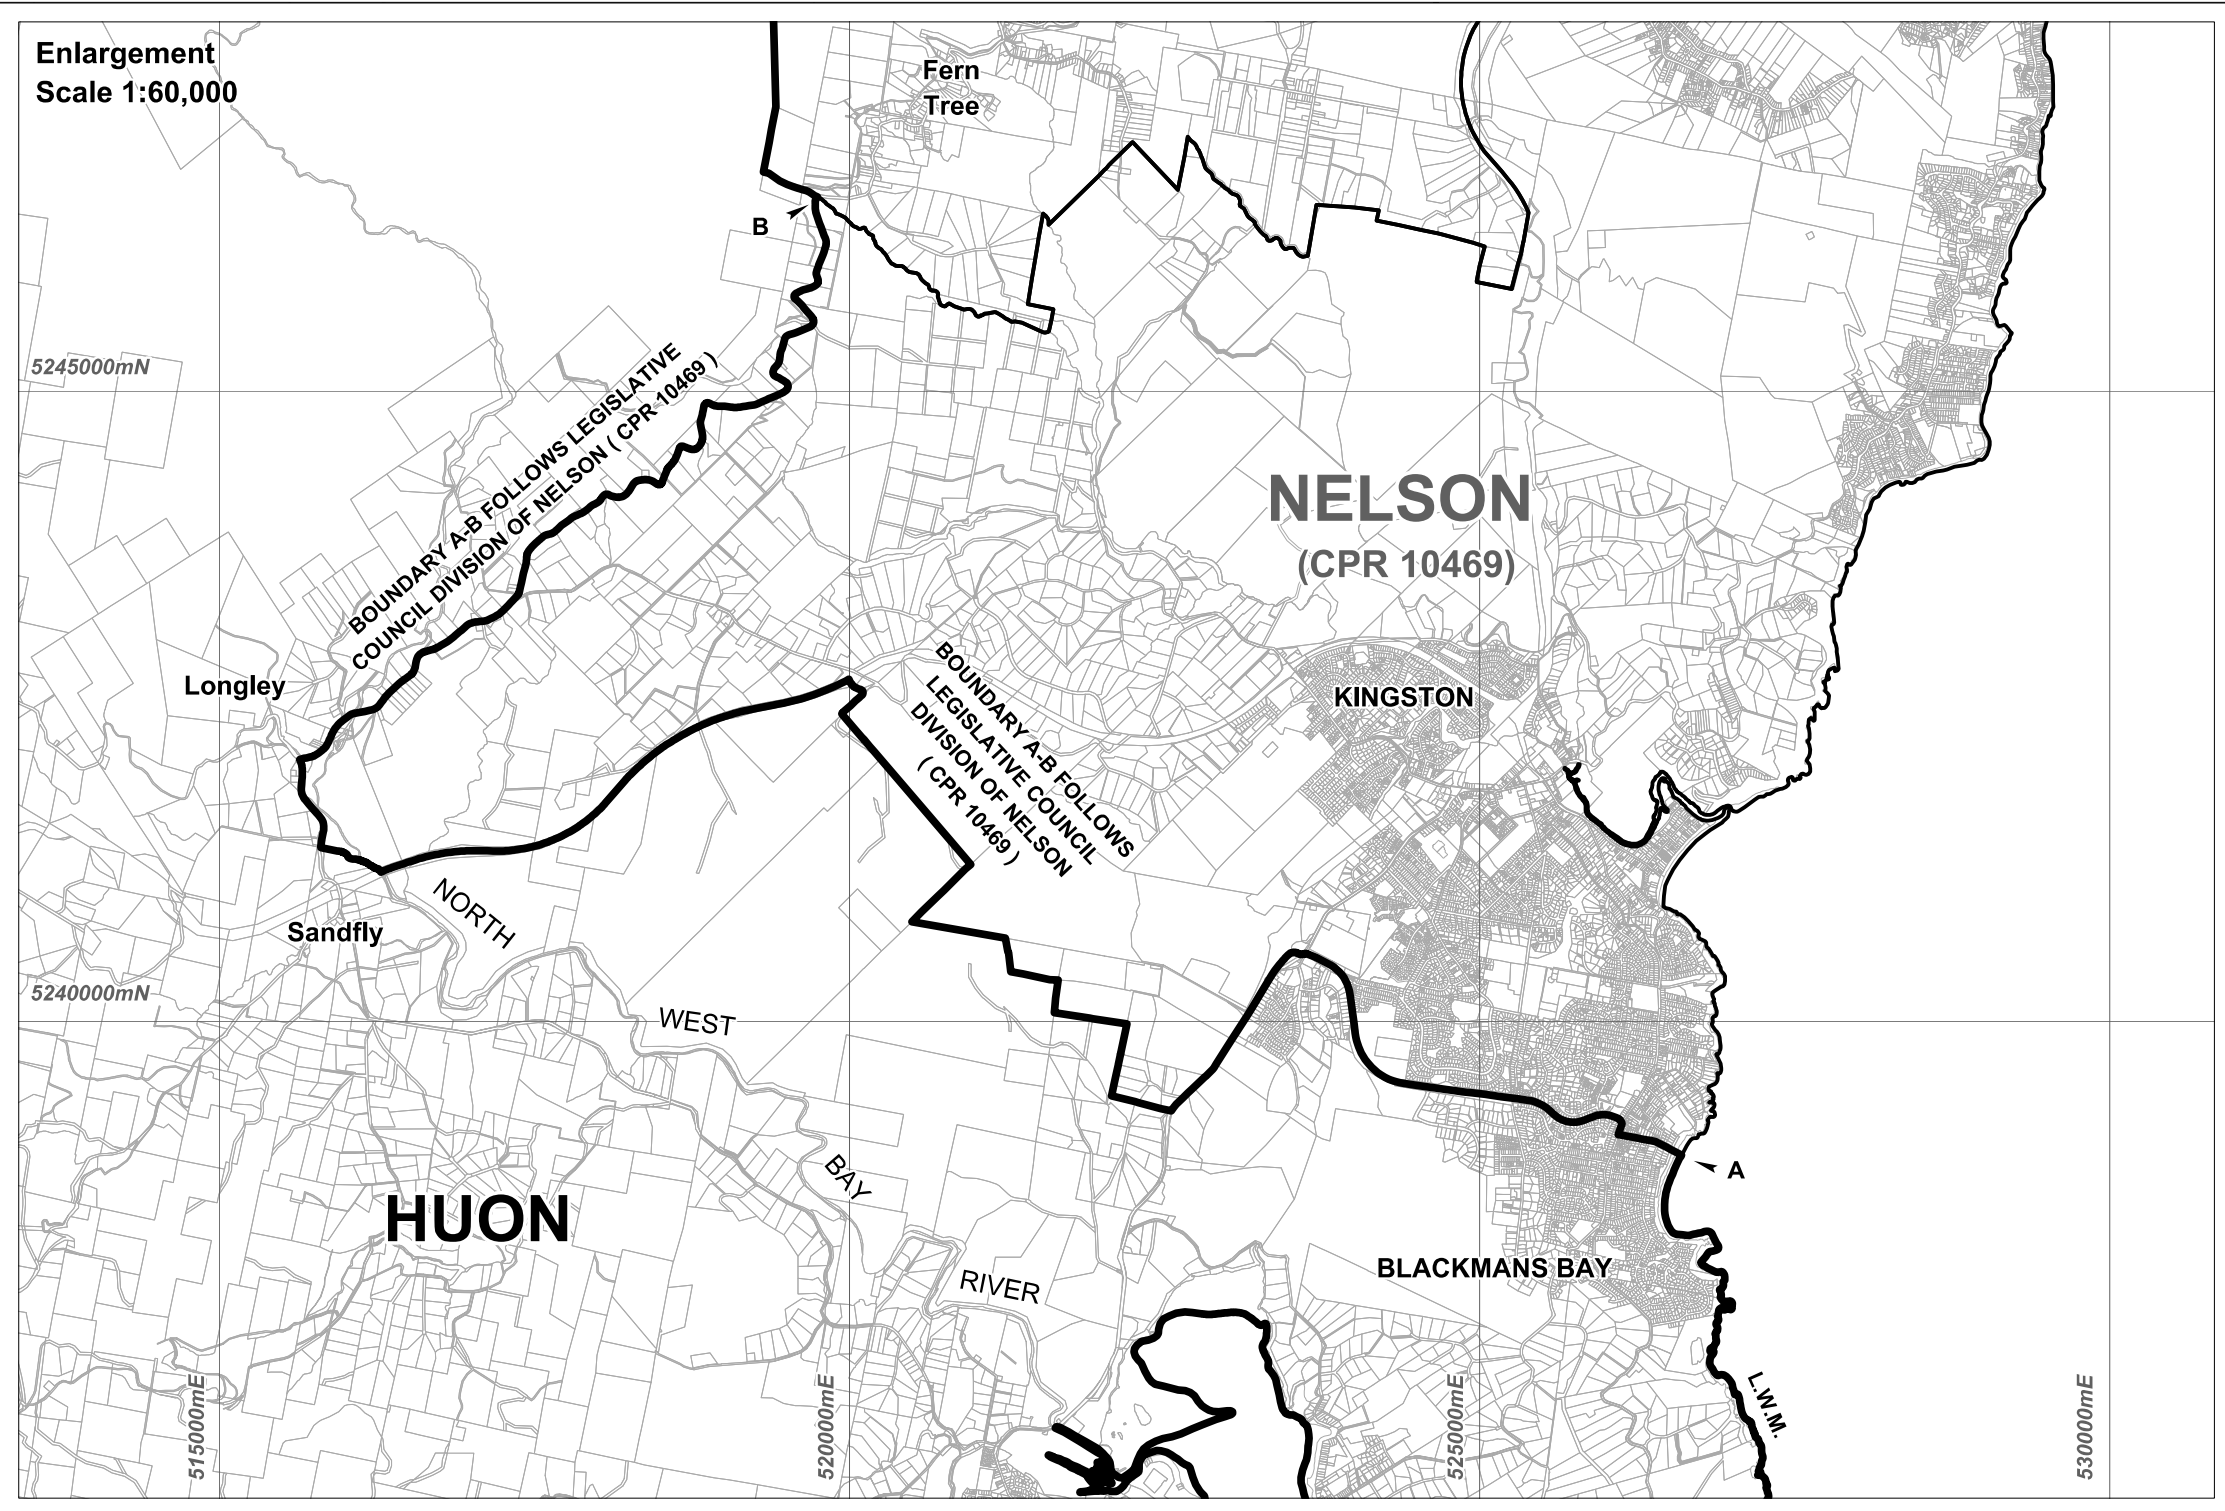 Enlargement
Scale 1:60,000
Fern
Tree
B
5245000mN
BOUNDARY A-B FOLLOWS LEGISLATIVE
COUNCIL DIVISION OF NELSON ( CPR 10469 )
NELSON
(CPR 10469)
Longley
BOUNDARY A-B FOLLOWS
LEGISLATIVE COUNCIL
DIVISION OF NELSON
( CPR 10469 )
KINGSTON
NORTH
Sandfly
5240000mN
WEST
BAY
A
HUON
RIVER
BLACKMANS BAY
L.W.M.
515000mE
520000mE
525000mE
530000mE